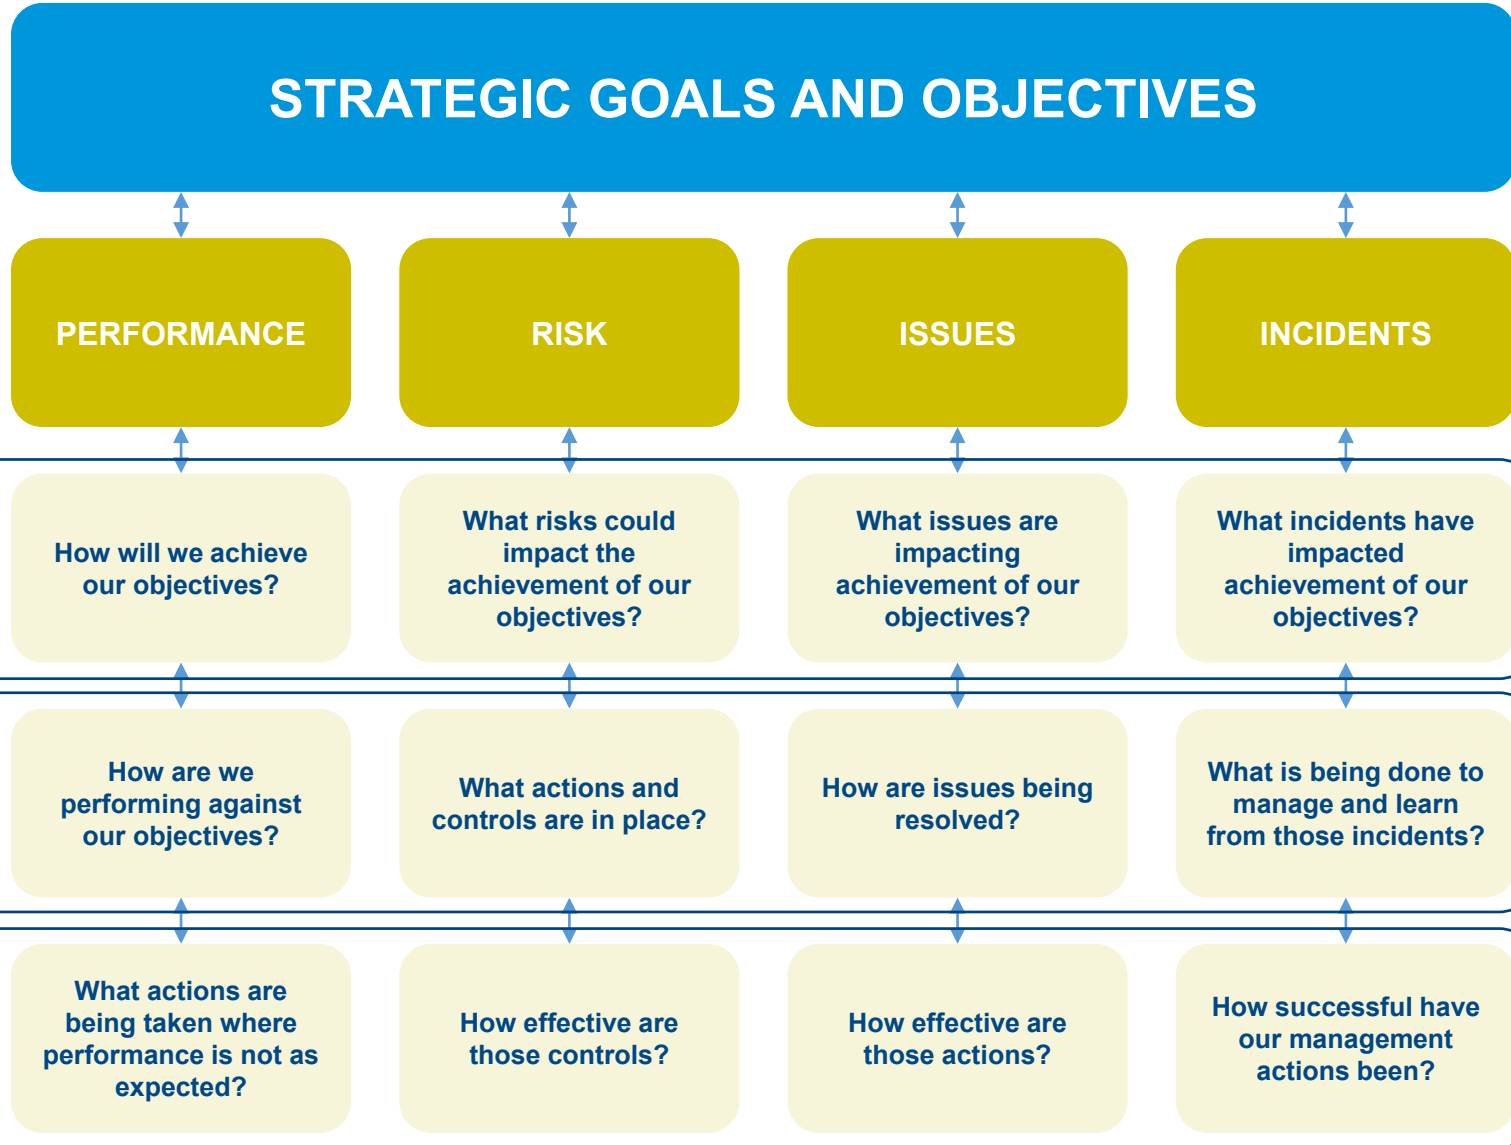 STRATEGIC GOALS AND OBJECTIVES
PERFORMANCE
RISK
ISSUES
INCIDENTS
How will we achieve
our objectives?
What risks could
impact the
achievement of our
objectives?
What issues are
impacting
achievement of our
objectives?
What incidents have
impacted
achievement of our
objectives?
How are we
performing against
our objectives?
What actions and
controls are in place?
How are issues being
resolved?
What is being done to
manage and learn
from those incidents?
What actions are
being taken where
performance is not as
expected?
How effective are
those controls?
How effective are
those actions?
How successful have
our management
actions been?